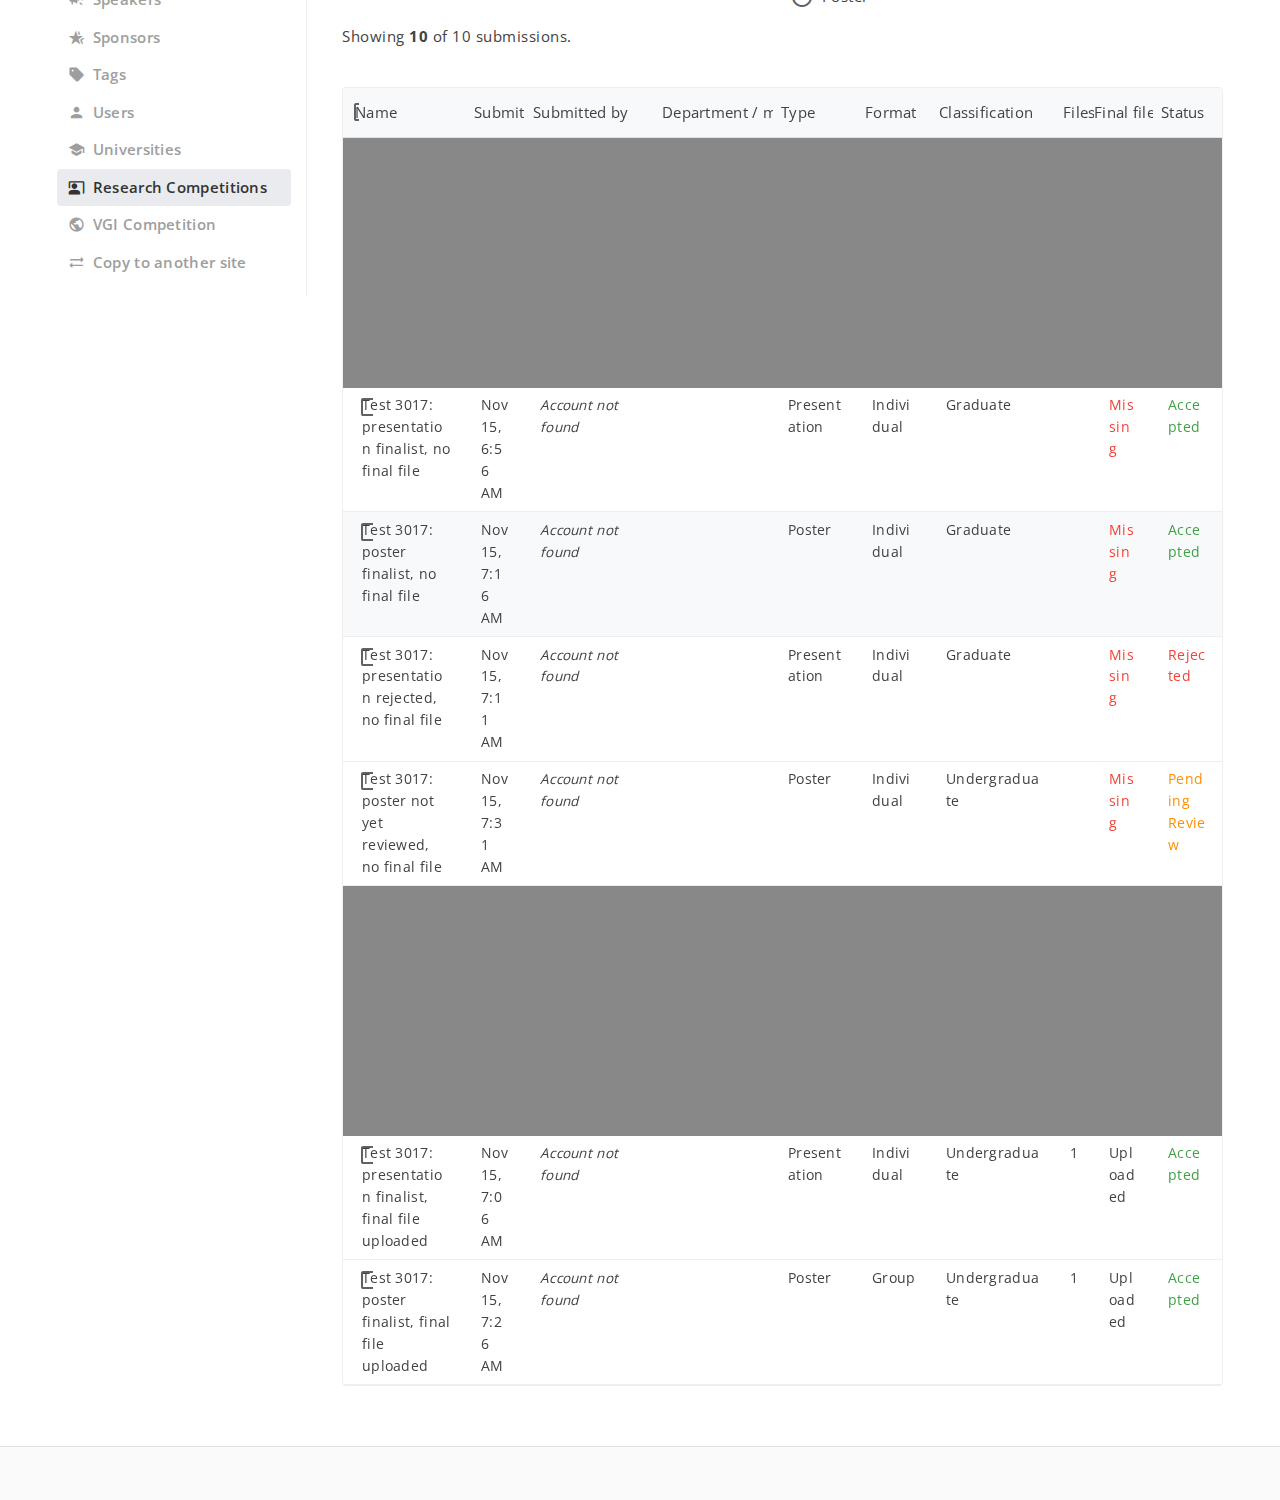 Speakers
Sponsors
Tags
Users
Universities
Research Competitions
VGI Competition
Copy to another site
Poster
Showing 10 of 10 submissions.
Name Submit Submitted by Department / m Type Format Classification Files Final file Status
Test 3017:
presentatio
n finalist, no
final file
Nov
15,
6:5
6
AM
Account not
found
Present
ation
Indivi
dual
Graduate
Mis
sin
g
Acce
pted
Test 3017:
poster
finalist, no
final file
Nov
15,
7:1
6
AM
Account not
found
Poster
Indivi
dual
Graduate
Mis
sin
g
Acce
pted
Test 3017:
presentatio
n rejected,
no final file
Nov
15,
7:1
1
AM
Account not
found
Present
ation
Indivi
dual
Graduate
Mis
sin
g
Rejec
ted
Test 3017:
poster not
yet
reviewed,
no final file
Nov
15,
7:3
1
AM
Account not
found
Poster
Indivi
dual
Undergradua
te
Mis
sin
g
Pend
ing
Revie
w
Test 3017:
presentatio
n finalist,
final file
uploaded
Nov
15,
7:0
6
AM
Account not
found
Present
ation
Indivi
dual
Undergradua
te
1
Upl
oad
ed
Acce
pted
Test 3017:
poster
finalist, final
file
uploaded
Nov
15,
7:2
6
AM
Account not
found
Poster
Group
Undergradua
te
1
Upl
oad
ed
Acce
pted